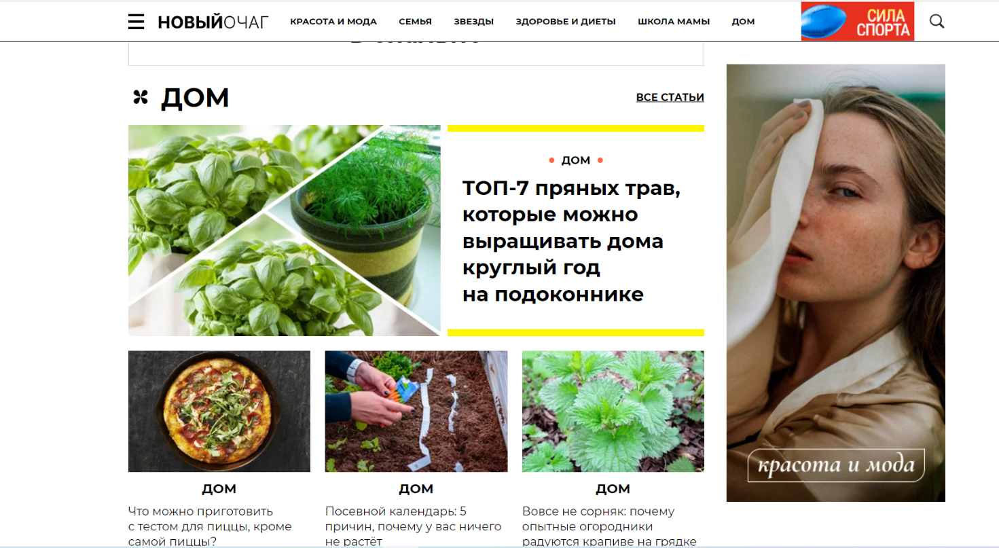 НОВЫЙОЧАГ
КРАСОТА И МОДА
СЕМЬЯ
ЗВЕЗДЫ
ЗДОРОВЬЕ И ДИЕТЫ
ШКОЛА МАМЫ
ДОМ
СИЛА
СПОРТА
ДОМ
ВСЕ СТАТЬИ
ДОМ
ТОП-7 пряных трав,
которые можно
выращивать дома
круглый год
на подоконнике
ДОМ
Что можно приготовить
с тестом для пиццы, кроме
самой пиццы?
ДОМ
Посевной календарь: 5
причин, почему у вас ничего
не растёт
ДОМ
Вовсе не сорняк: почему
опытные огородники
радуются крапиве на грядке
красота и мода